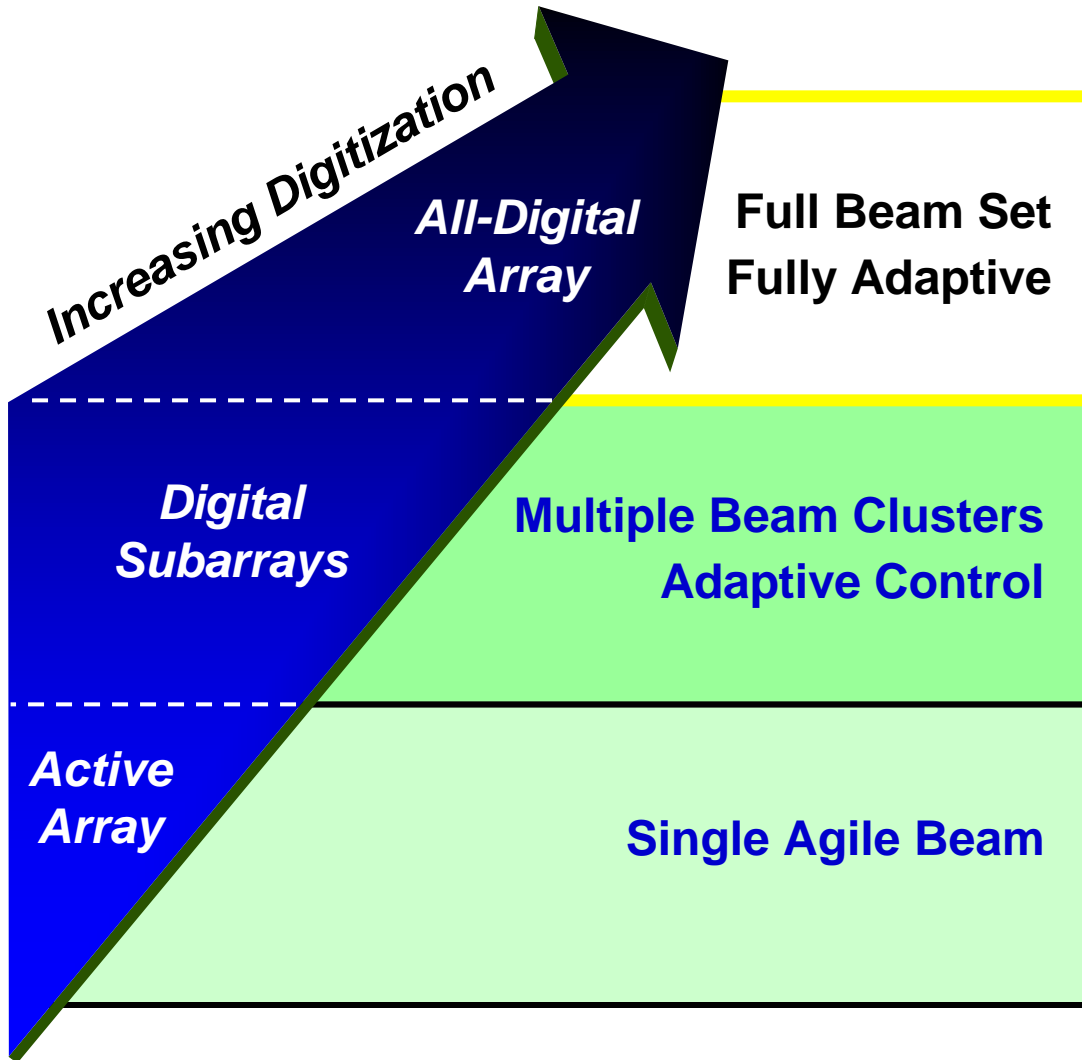 Increasing Digitization
All-Digital
Array
Full Beam Set
Fully Adaptive
Digital
Subarrays
Multiple Beam Clusters
Adaptive Control
Active
Array
Single Agile Beam